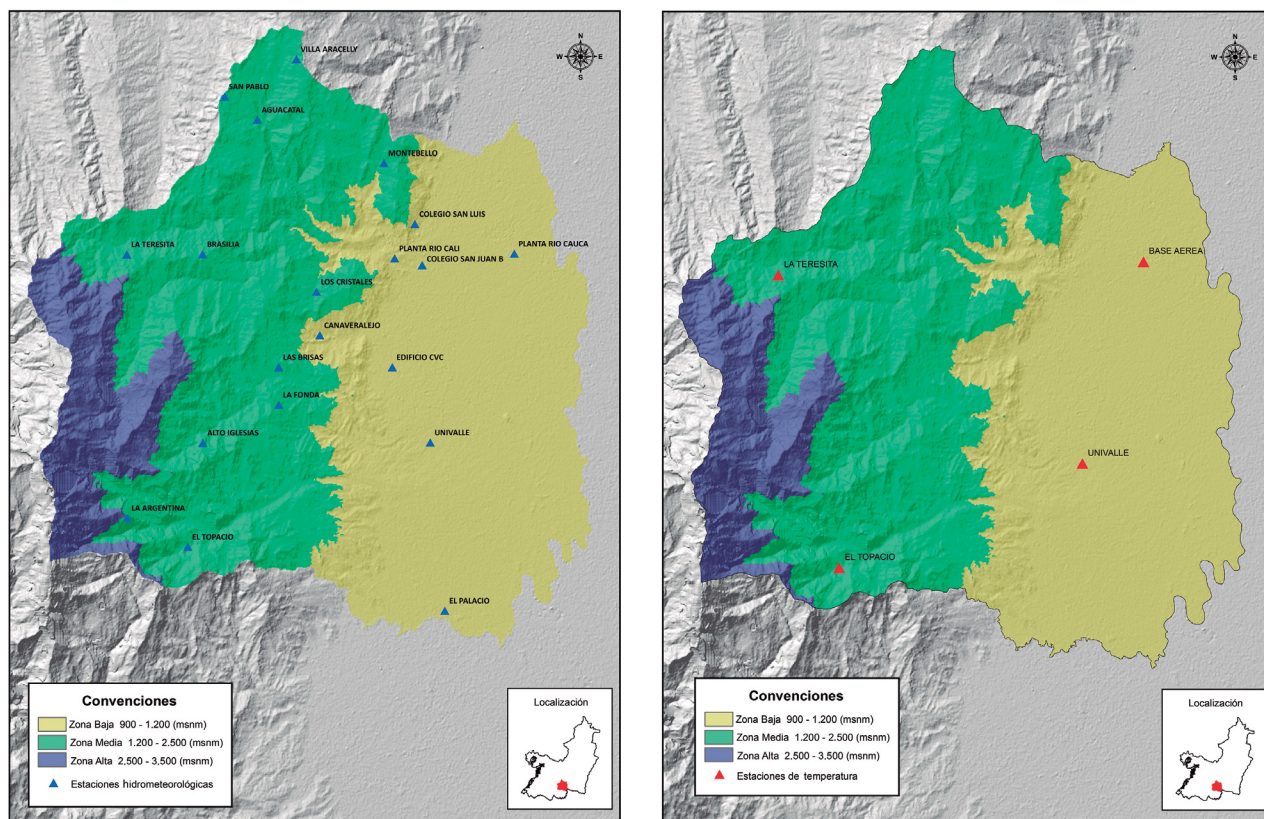 N
W E
S
VILLA ARACELLY
SAN PABLO
AGUACATAL
MONTEBELLO
COLEGIO SAN LUIS
LA TERESITA
BRASILIA
PLANTA RIO CALI
PLANTA RIO CAUCA
COLEGIO SAN JUAN B
LOS CRISTALES
CANAVERALEJO
LAS BRISAS
EDIFICIO CVC
LA FONDA
ALTO IGLESIAS
UNIVALLE
LA ARGENTINA
EL TOPACIO
EL PALACIO
Convenciones
Zona Baja 900 - 1.200 (msnm)
Zona Media 1.200 - 2.500 (msnm)
Zona Alta 2.500 - 3.500 (msnm)
Estaciones hidrometeorológicas
Localización
N
W E
S
BASE AEREA
LA TERESITA
UNIVALLE
EL TOPACIO
Convenciones
Zona Baja 900 - 1.200 (msnm)
Zona Media 1.200 - 2.500 (msnm)
Zona Alta 2.500 - 3.500 (msnm)
Estaciones de temperatura
Localización